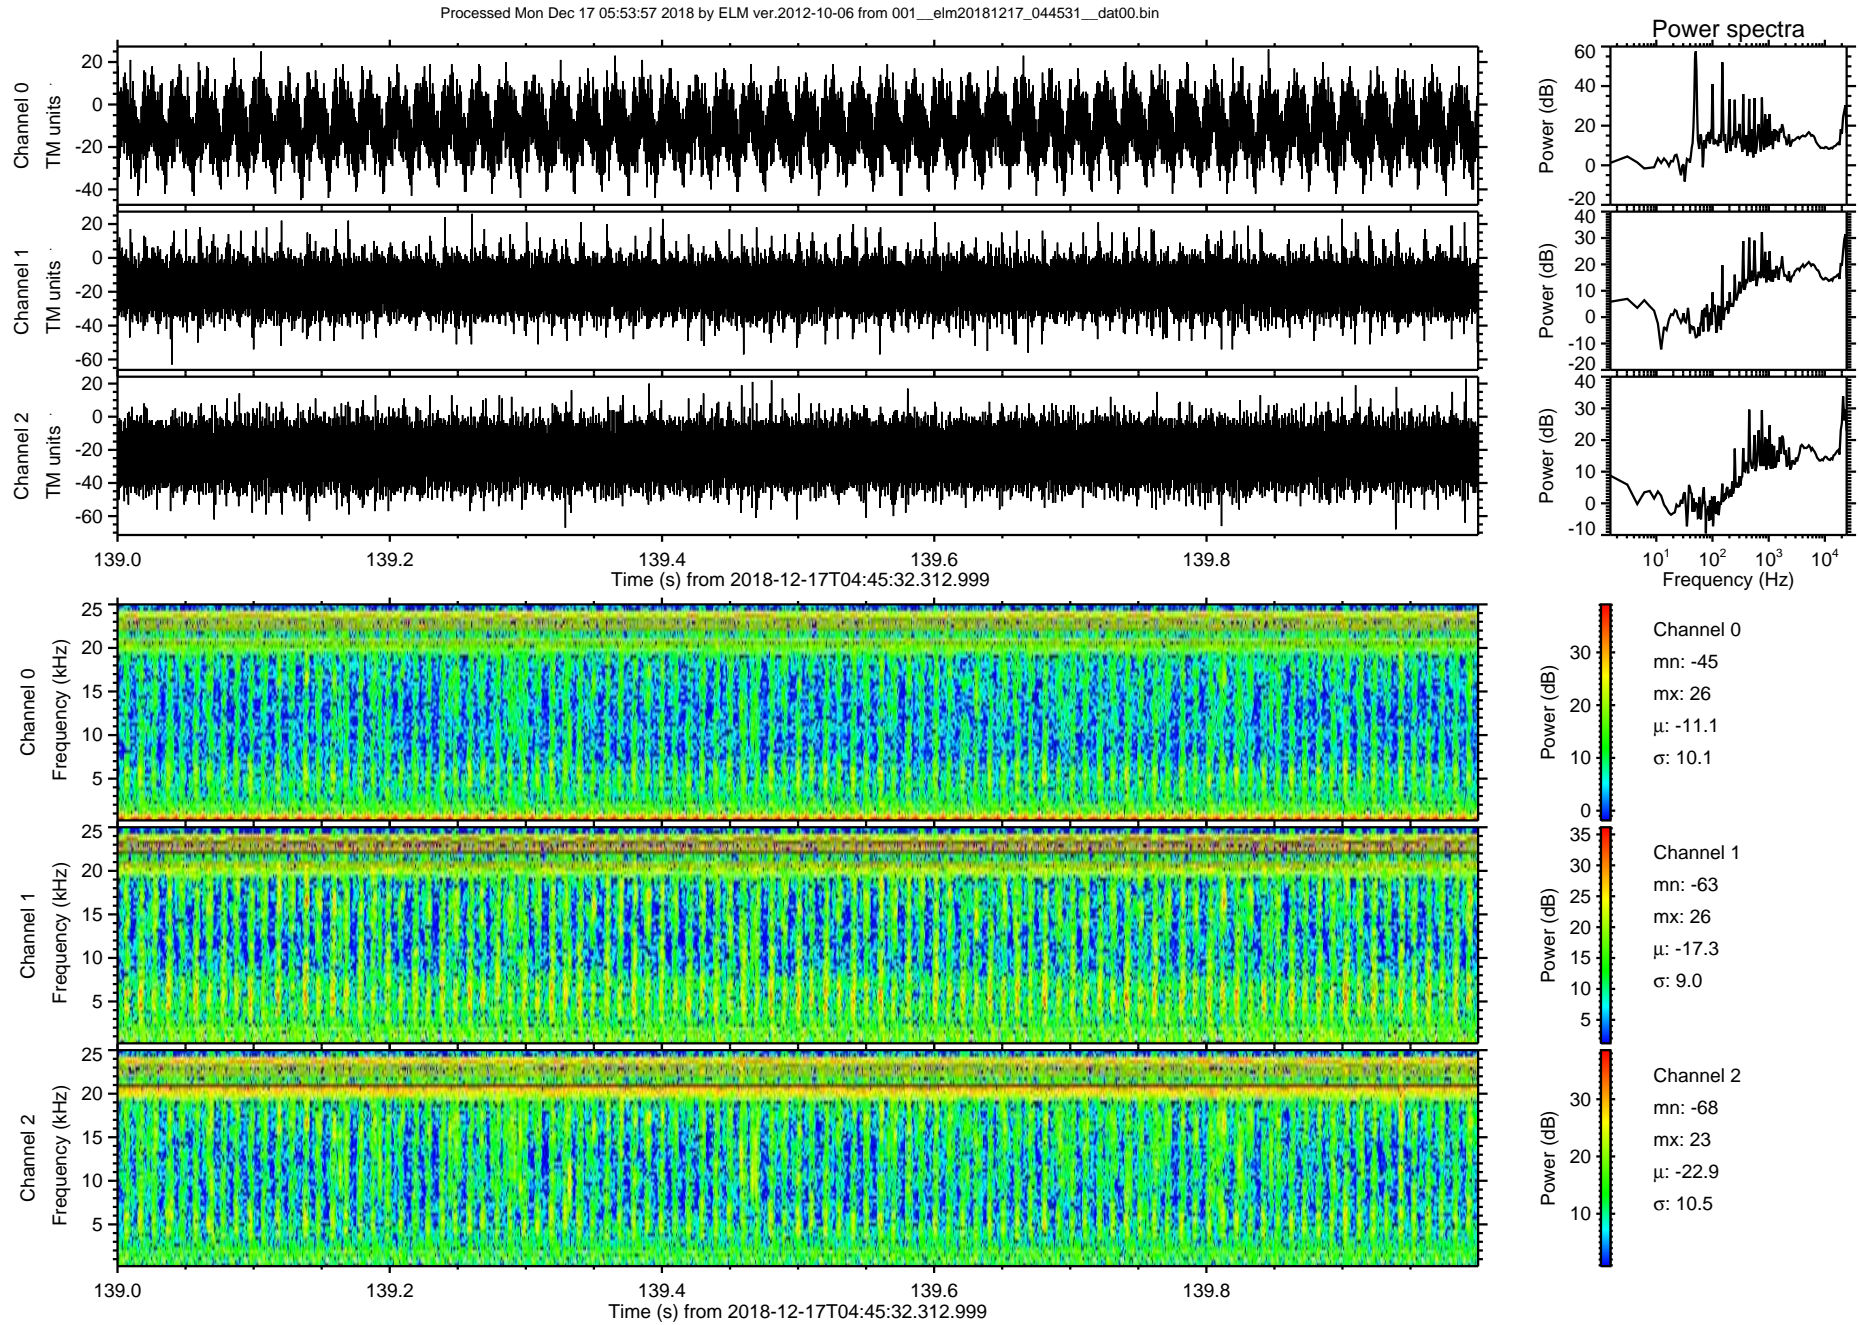 Processed Mon Dec 17 05:53:57 2018 by ELM ver.2012-10-06 from 001__elm20181217_044531__dat00.bin
Power spectra
Channel 0
TM units
20
0
-20
-40
Power (dB)
60
40
20
0
-20
Channel 1
TM units
20
0
-20
-40
-60
Power (dB)
40
30
20
10
0
-10
-20
Channel 2
TM units
20
0
-20
-40
-60
Power (dB)
40
30
20
10
0
-10
139.0 139.2 139.4 139.6 139.8
Time (s) from 2018-12-17T04:45:32.312.999
10^1 10^2 10^3 10^4
Frequency (Hz)
Channel 0
Frequency (kHz)
25
20
15
10
5
Power (dB)
30
20
10
0
Channel 0
mn: -45
mx: 26
μ: -11.1
σ: 10.1
Channel 1
Frequency (kHz)
25
20
15
10
5
Power (dB)
35
30
25
20
15
10
5
Channel 1
mn: -63
mx: 26
μ: -17.3
σ: 9.0
Channel 2
Frequency (kHz)
25
20
15
10
5
Power (dB)
30
20
10
Channel 2
mn: -68
mx: 23
μ: -22.9
σ: 10.5
139.0 139.2 139.4 139.6 139.8
Time (s) from 2018-12-17T04:45:32.312.999